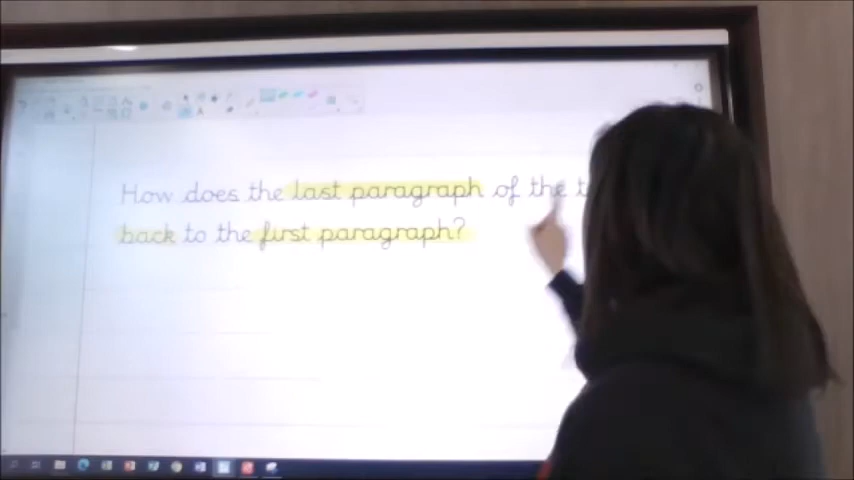 How does the last paragraph of the
back to the first paragraph?